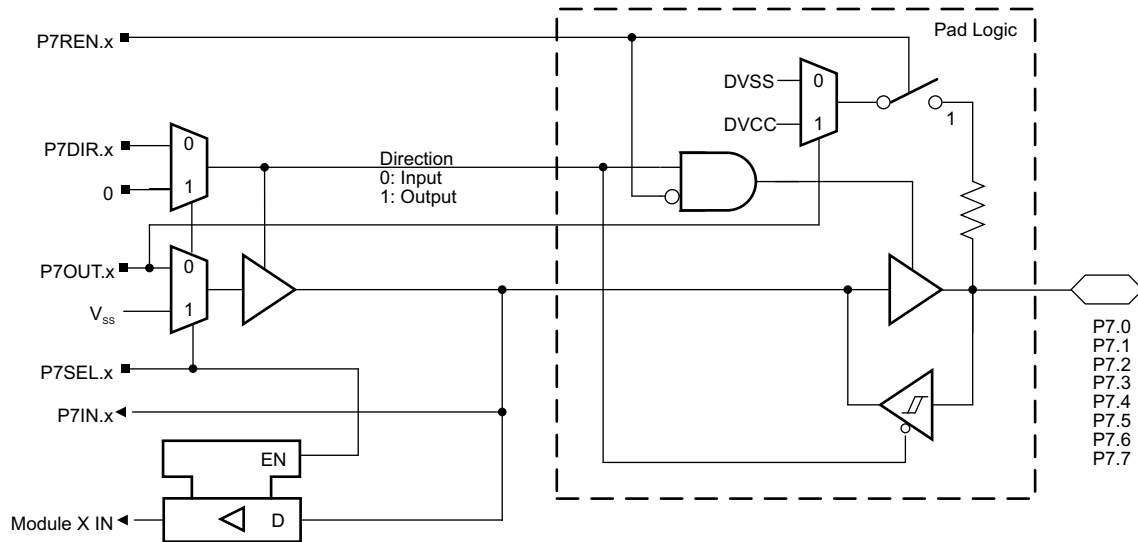 Pad Logic
P7REN.x
DVSS
0
DVCC
1
1
P7DIR.x
0
0
1
Direction
0: Input
1: Output
P7OUT.x
0
Vss
1
P7SEL.x
P7IN.x
EN
D
Module X IN
P7.0
P7.1
P7.2
P7.3
P7.4
P7.5
P7.6
P7.7